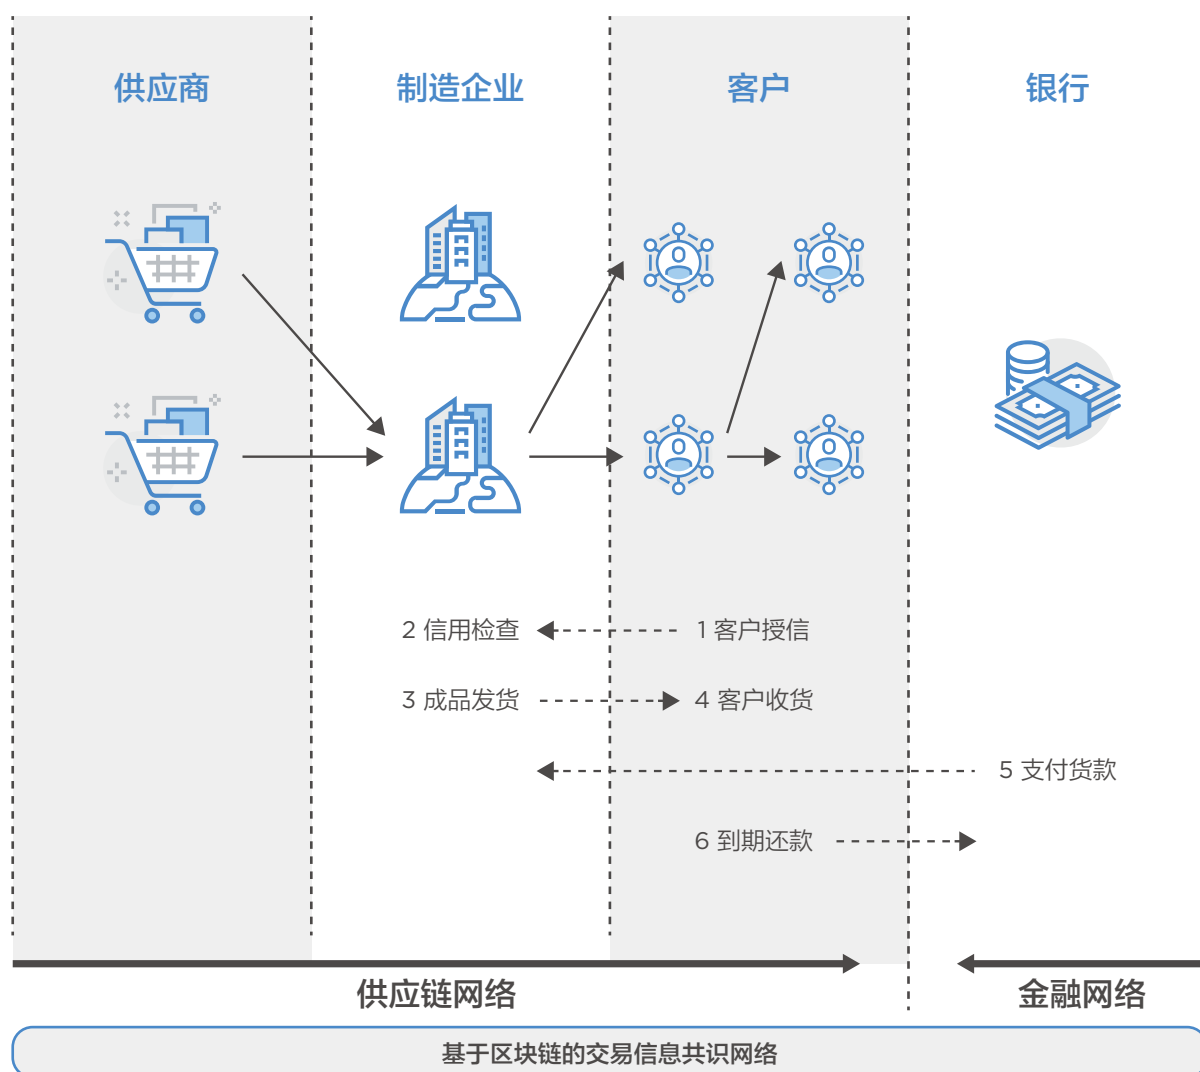 供应商
制造企业
客户
银行
2 信用检查
1 客户授信
3 成品发货
4 客户收货
5 支付货款
6 到期还款
供应链网络
金融网络
基于区块链的交易信息共识网络